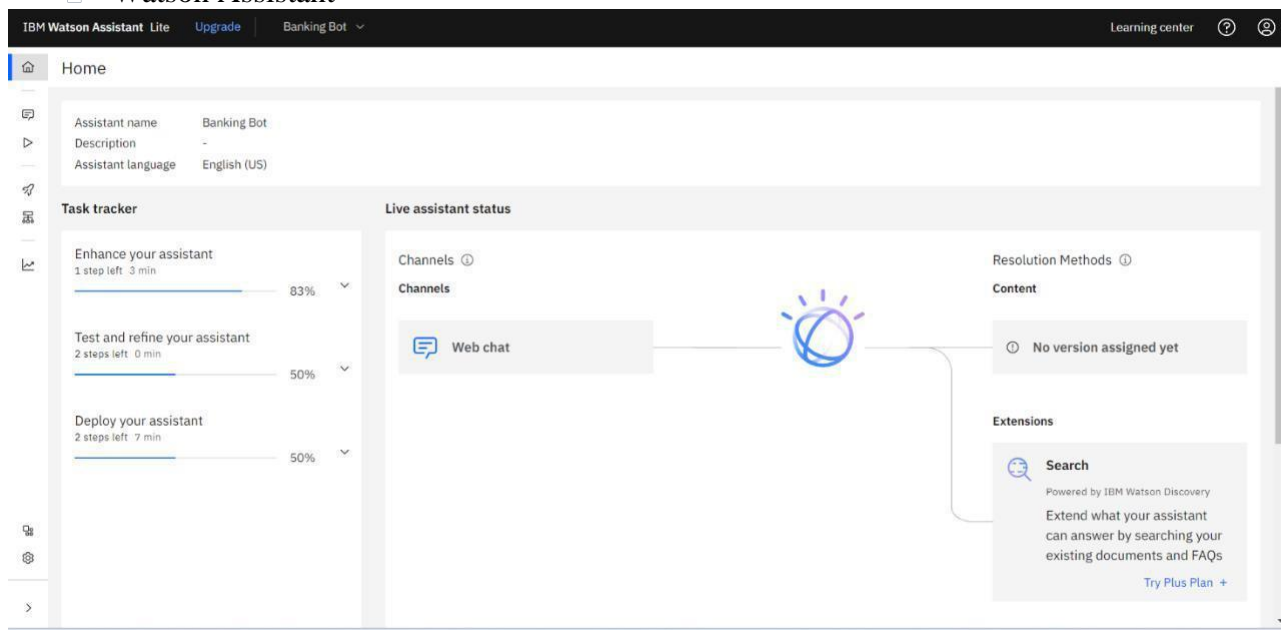 Watson Assistant
IBM Watson Assistant Lite Upgrade Banking Bot Learning center
Home
Assistant name Banking Bot
Description -
Assistant language English (US)
Task tracker
Enhance your assistant
1 step left 3 min
83%
Test and refine your assistant
2 steps left 0 min
50%
Deploy your assistant
2 steps left 7 min
50%
Live assistant status
Channels
Channels
Web chat
Resolution Methods
Content
No version assigned yet
Extensions
Search
Powered by IBM Watson Discovery
Extend what your assistant
can answer by searching your
existing documents and FAQs
Try Plus Plan +